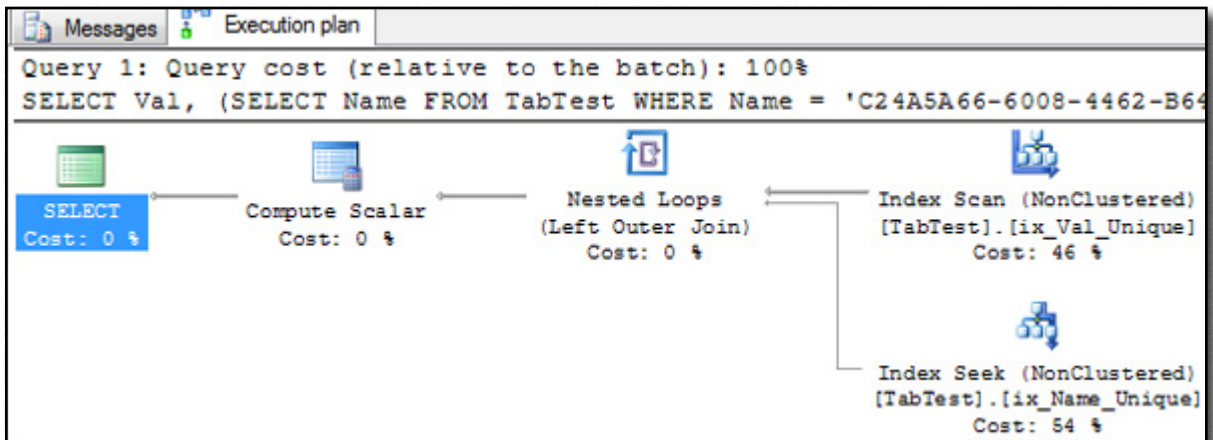 Messages Execution plan
Query 1: Query cost (relative to the batch): 100%
SELECT Val, (SELECT Name FROM TabTest WHERE Name = 'C24A5A66-6008-4462-B64
SELECT
Cost: 0 %
Compute Scalar
Cost: 0 %
Nested Loops
(Left Outer Join)
Cost: 0 %
Index Scan (NonClustered)
[TabTest].[ix_Val_Unique]
Cost: 46 %
Index Seek (NonClustered)
[TabTest].[ix_Name_Unique]
Cost: 54 %